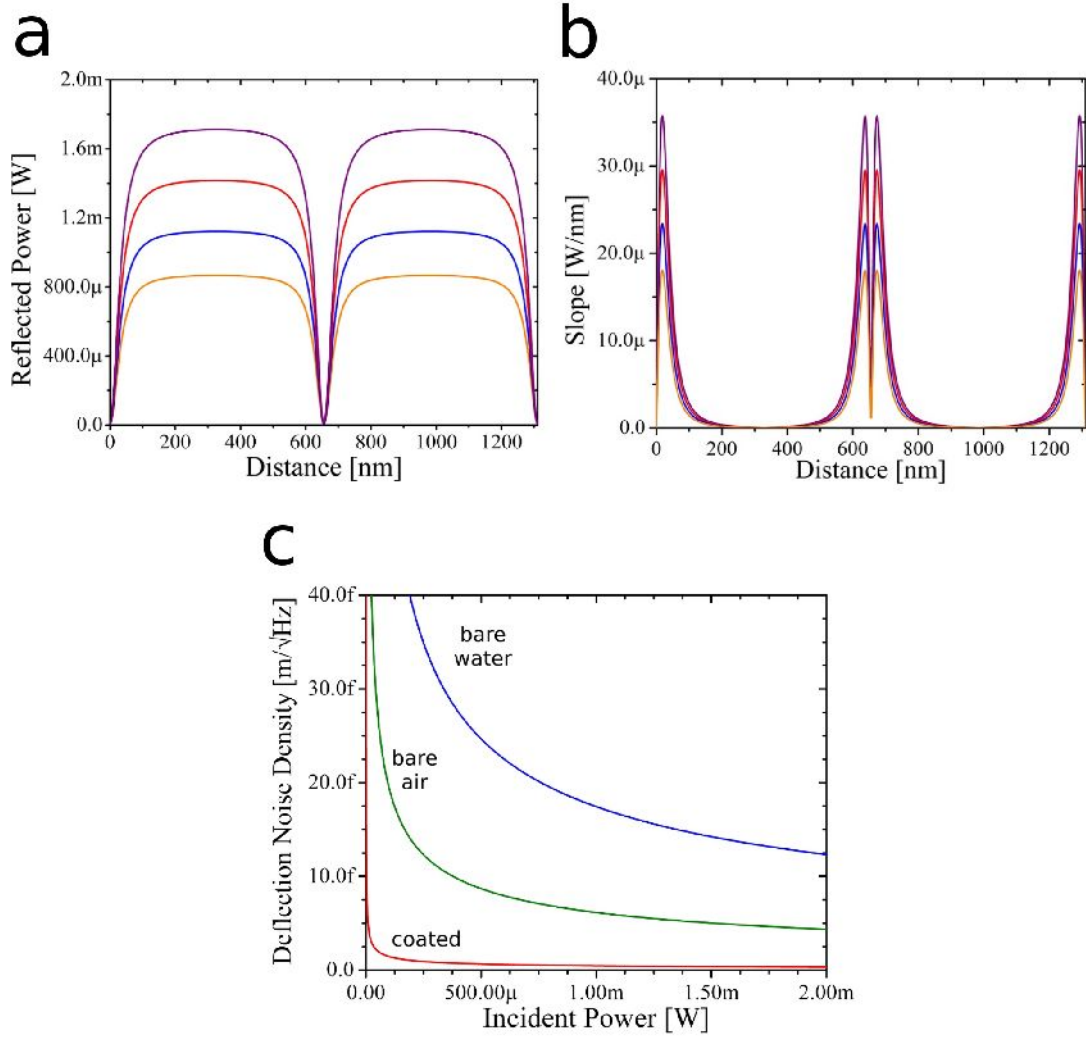 a
2.0m
1.6m
1.2m
800.0μ
400.0μ
0.0
Reflected Power [W]
0
200
400
600
800
1000
1200
Distance [nm]
b
40.0μ
30.0μ
20.0μ
10.0μ
0.0
Slope [W/nm]
0
200
400
600
800
1000
1200
Distance [nm]
c
40.0f
30.0f
20.0f
10.0f
0.0
Deflection Noise Density [m/√Hz]
bare
water
bare
air
coated
0.00
500.00μ
1.00m
1.50m
2.00m
Incident Power [W]